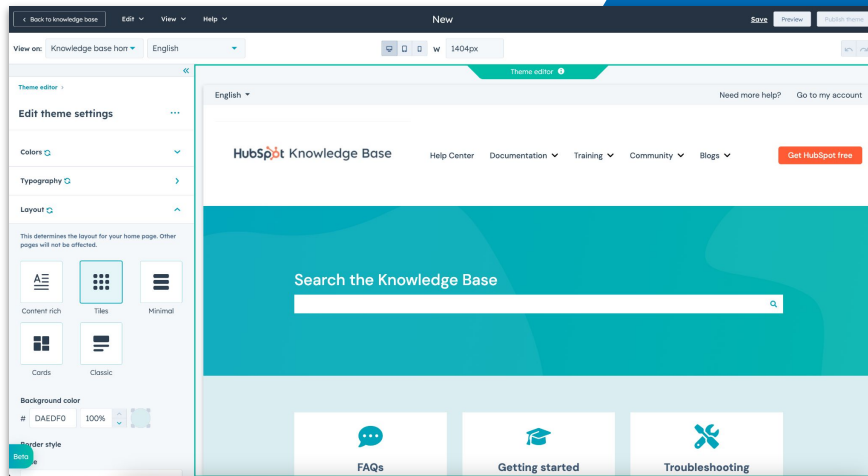 Back to knowledge base Edit View Help New Save Preview Publish theme
View on: Knowledge base hom English W 1404px
Theme editor
Theme editor
English Need more help? Go to my account
Edit theme settings
HubSpot Knowledge Base Help Center Documentation Training Community Blogs Get HubSpot free
Colors
Typography
Layout
This determines the layout for your home page. Other
pages will not be affected.
Content rich Tiles Minimal
Cards Classic
Search the Knowledge Base
Background color
# DAEDF0 100%
Border style
Beta
FAQs Getting started Troubleshooting